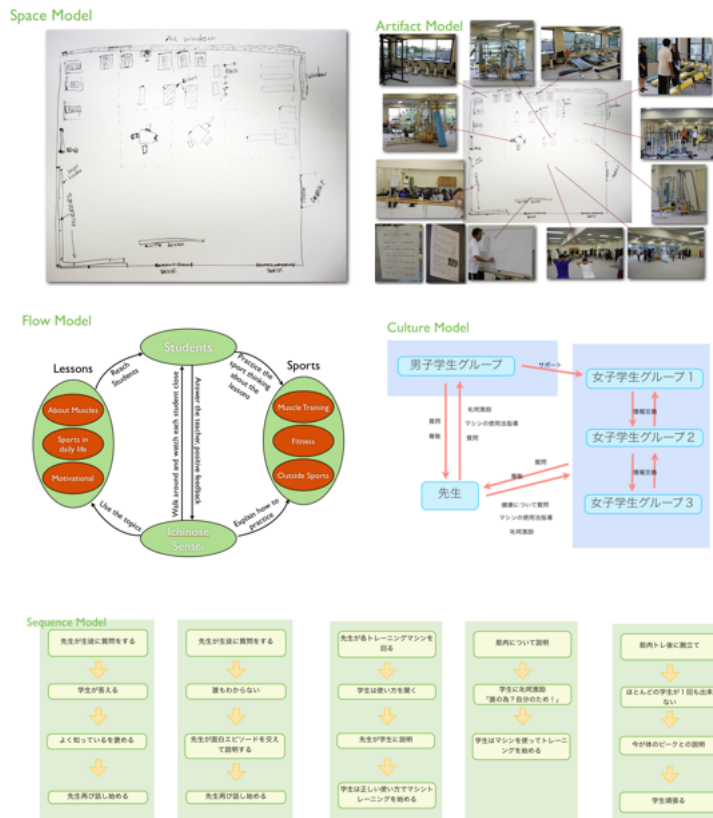 Space Model
Artifact Model
Flow Model
Students
Lessons
Sports
Reach
Students
Practice the
sport thinking
about the
lessons
About Muscles
Sports in
daily life
Motivational
Walk around and watch each student close
Answer the teacher, positive feedback
Muscle Training
Fitness
Outside Sports
Use the topics
Ichinose
Sensei
Explain how to
practice
Culture Model
男子学生グループ
サポート
女子学生グループ1
質問
尊敬
叱咤激励
マシンの使用法指導
質問
情報交換
女子学生グループ2
質問
先生
情報交換
健康について質問
マシンの使用法指導
叱咤激励
女子学生グループ3
Sequence Model
先生が生徒に質問をする
学生が答える
よく知っているを褒める
先生再び話し始める
先生が生徒に質問をする
誰もわからない
先生が面白エピソードを交え
て説明する
先生再び話し始める
先生が各トレーニングマシンを
回る
学生は使い方を聞く
先生が学生に説明
学生は正しい使い方でマシント
レーニングを始める
筋肉について説明
学生に叱咤激励
「誰の為?自分のため!」
学生はマシンを使ってトレーニ
ングを始める
筋肉トレ後に腕立て
ほとんどの学生が1回も出来
ない
今が体のピークとの説明
学生頑張る